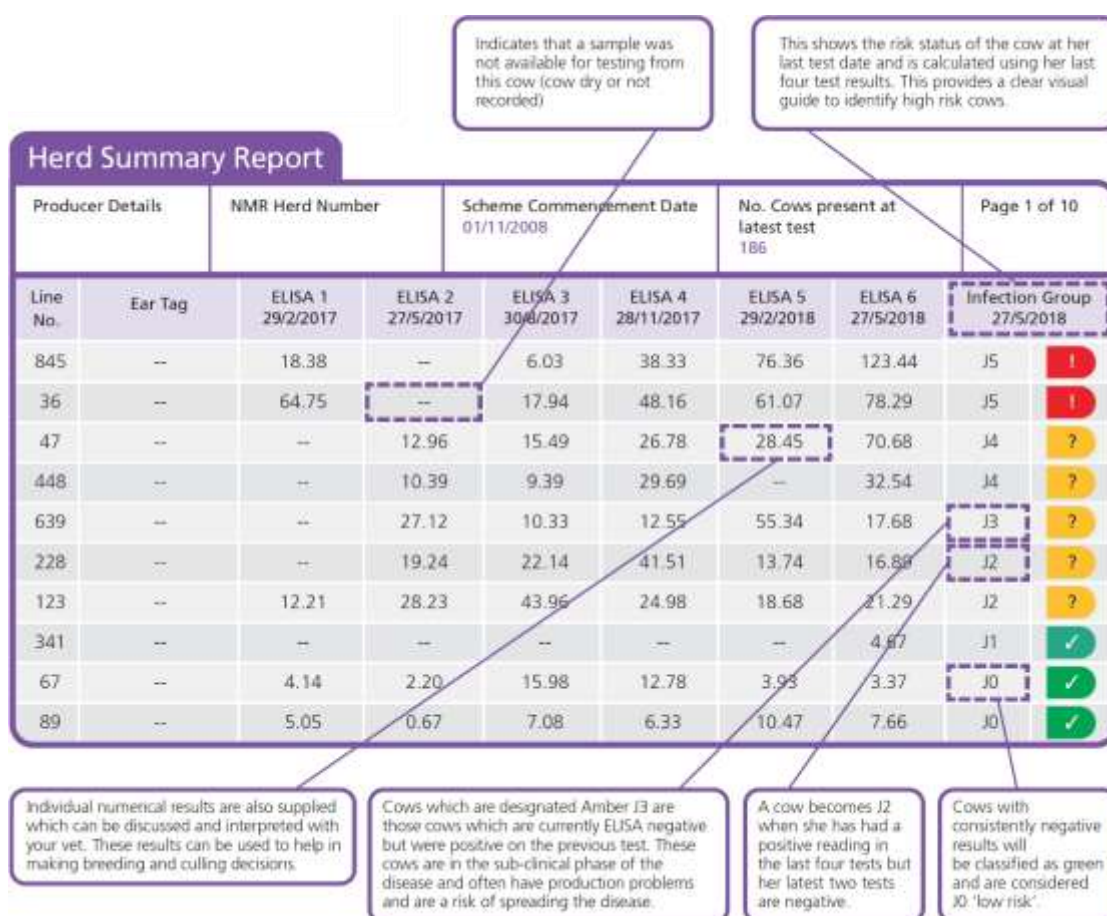 Indicates that a sample was
not available for testing from
this cow (cow dry or not
recorded)
This shows the risk status of the cow at her
last test date and is calculated using her last
four test results. This provides a clear visual
guide to identify high risk cows.
Herd Summary Report
Producer Details NMR Herd Number Scheme Commencement Date No. Cows present at Page 1 of 10
01/11/2008 latest test
186
Line Ear Tag ELISA 1 ELISA 2 ELISA 3 ELISA 4 ELISA 5 ELISA 6 Infection Group
No. 29/2/2017 27/5/2017 30/8/2017 28/11/2017 29/2/2018 27/5/2018 27/5/2018
845 -- 18.38 -- 6.03 38.33 76.36 123.44 J5 !
36 -- 64.75 -- 17.94 48.16 61.07 78.29 J5 !
47 -- -- 12.96 15.49 26.78 28.45 70.68 J4 ?
448 -- -- 10.39 9.39 29.69 -- 32.54 J4 ?
639 -- -- 27.12 10.33 12.55 55.34 17.68 J3 ?
228 -- -- 19.24 22.14 41.51 13.74 16.89 J2 ?
123 -- 12.21 28.23 43.96 24.98 18.68 21.29 J2 ?
341 -- -- -- -- -- -- 4.67 J1 ✓
67 -- 4.14 2.20 15.98 12.78 3.93 3.37 J0 ✓
89 -- 5.05 0.67 7.08 6.33 10.47 7.66 J0 ✓
Individual numerical results are also supplied
which can be discussed and interpreted with
your vet. These results can be used to help in
making breeding and culling decisions.
Cows which are designated Amber J3 are
those cows which are currently ELISA negative
but were positive on the previous test. These
cows are in the sub-clinical phase of the
disease and often have production problems
and are a risk of spreading the disease.
A cow becomes J2
when she has had a
positive reading in
the last four tests but
her latest two tests
are negative.
Cows with
consistently negative
results will
be classified as green
and are considered
J0 'low risk'.